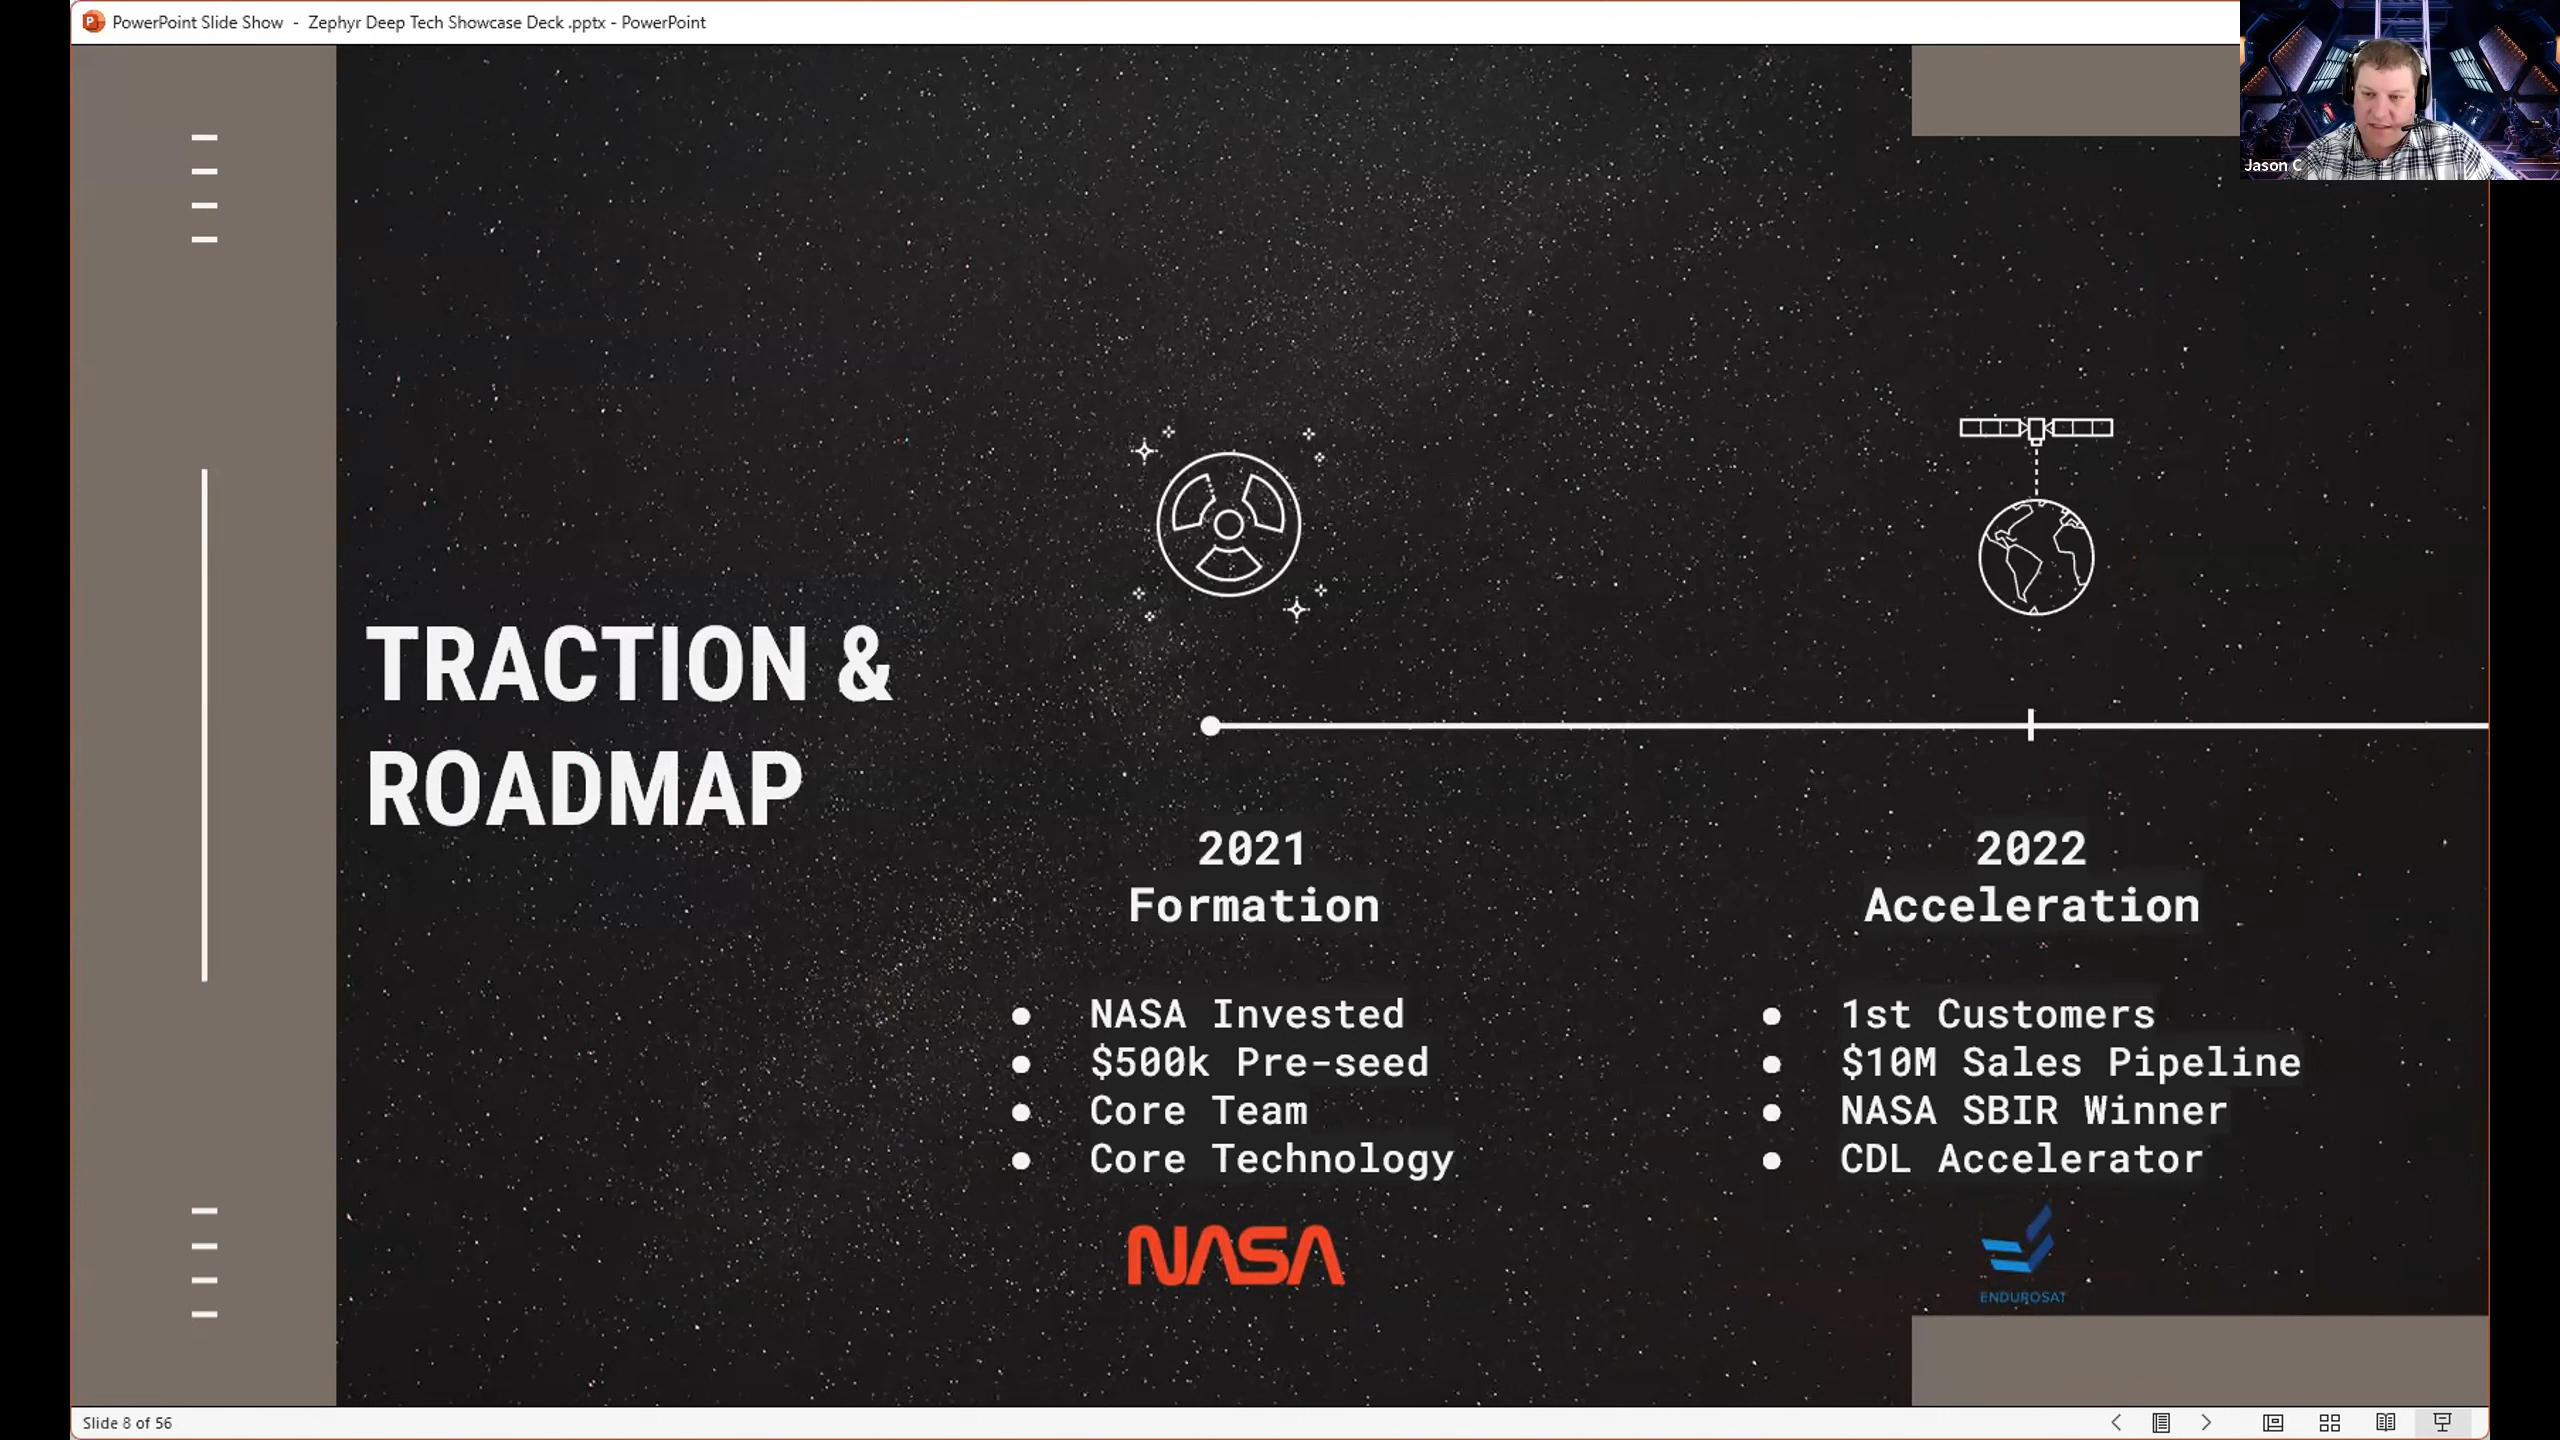 PowerPoint Slide Show - Zephyr Deep Tech Showcase Deck .pptx - PowerPoint
Jason C
TRACTION &
ROADMAP
2021
Formation
NASA Invested
$500k Pre-seed
Core Team
Core Technology
NASA
2022
Acceleration
1st Customers
$10M Sales Pipeline
NASA SBIR Winner
CDL Accelerator
ENDUROSAT
Slide 8 of 56